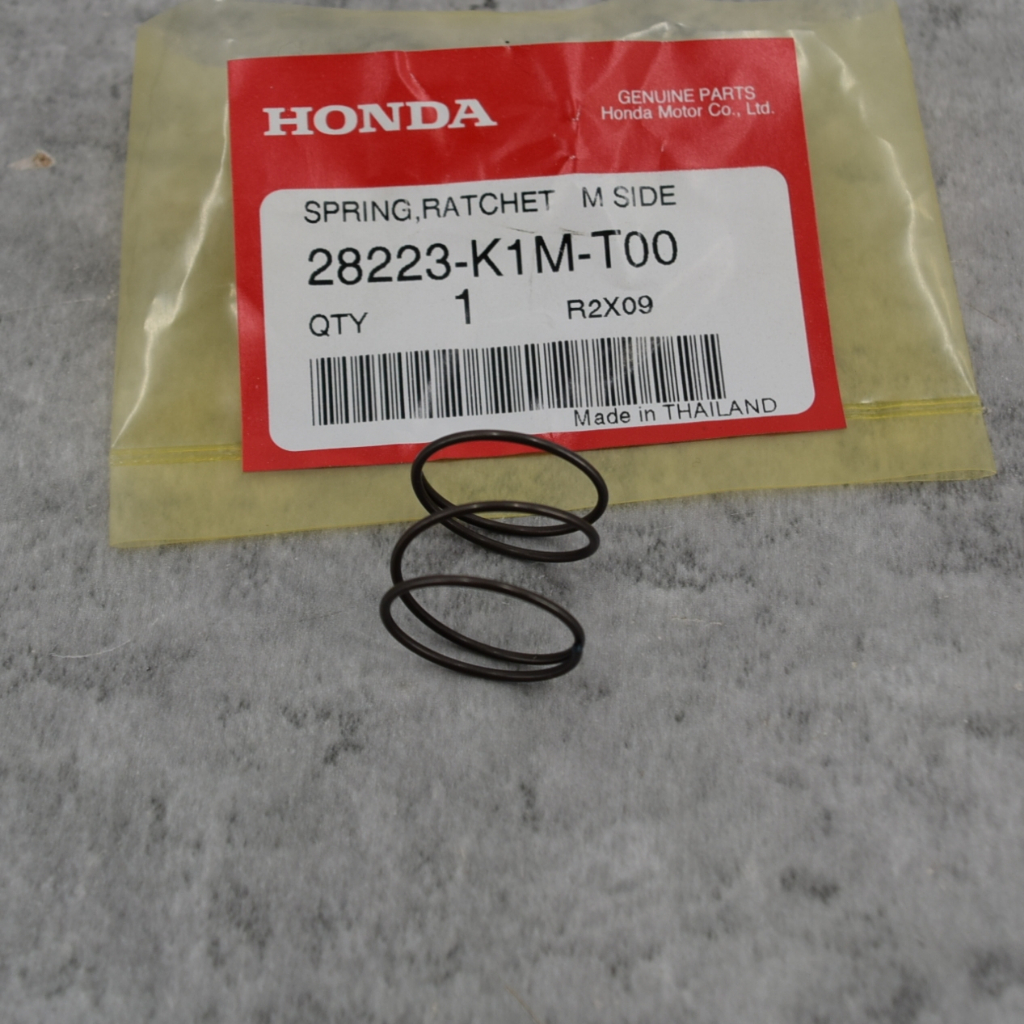 HONDA
GENUINE PARTS
Honda Motor Co., Ltd.
SPRING,RATCHET M SIDE
28223-K1M-T00
QTY 1 R2X09
Made in THAILAND